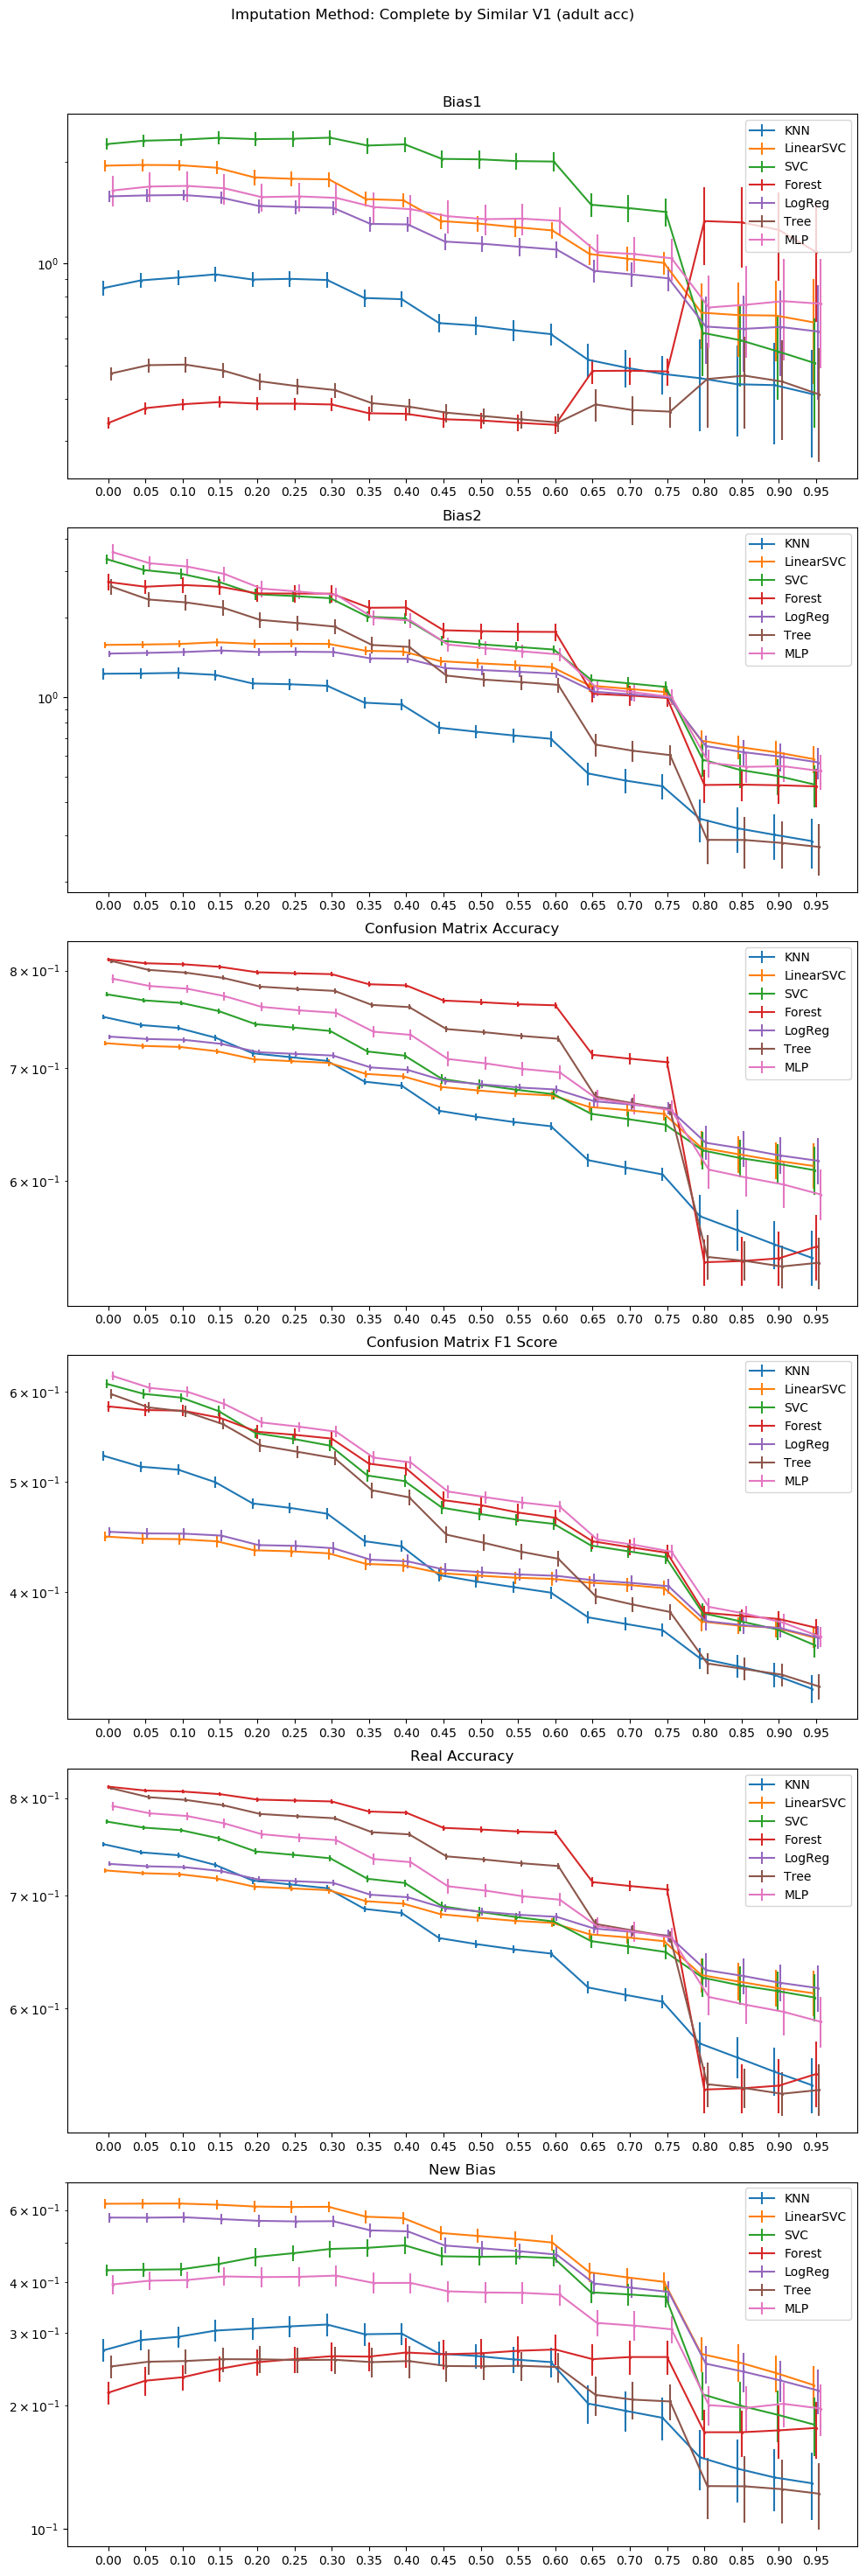 Imputation Method: Complete by Similar V1 (adult acc)
Bias1
KNN
LinearSVC
SVC
Forest
LogReg
Tree
MLP
10⁰
0.00 0.05 0.10 0.15 0.20 0.25 0.30 0.35 0.40 0.45 0.50 0.55 0.60 0.65 0.70 0.75 0.80 0.85 0.90 0.95
Bias2
KNN
LinearSVC
SVC
Forest
LogReg
Tree
MLP
10⁰
0.00 0.05 0.10 0.15 0.20 0.25 0.30 0.35 0.40 0.45 0.50 0.55 0.60 0.65 0.70 0.75 0.80 0.85 0.90 0.95
Confusion Matrix Accuracy
8 × 10⁻¹
7 × 10⁻¹
6 × 10⁻¹
KNN
LinearSVC
SVC
Forest
LogReg
Tree
MLP
0.00 0.05 0.10 0.15 0.20 0.25 0.30 0.35 0.40 0.45 0.50 0.55 0.60 0.65 0.70 0.75 0.80 0.85 0.90 0.95
Confusion Matrix F1 Score
6 × 10⁻¹
5 × 10⁻¹
4 × 10⁻¹
KNN
LinearSVC
SVC
Forest
LogReg
Tree
MLP
0.00 0.05 0.10 0.15 0.20 0.25 0.30 0.35 0.40 0.45 0.50 0.55 0.60 0.65 0.70 0.75 0.80 0.85 0.90 0.95
Real Accuracy
8 × 10⁻¹
7 × 10⁻¹
6 × 10⁻¹
KNN
LinearSVC
SVC
Forest
LogReg
Tree
MLP
0.00 0.05 0.10 0.15 0.20 0.25 0.30 0.35 0.40 0.45 0.50 0.55 0.60 0.65 0.70 0.75 0.80 0.85 0.90 0.95
New Bias
6 × 10⁻¹
4 × 10⁻¹
3 × 10⁻¹
2 × 10⁻¹
10⁻¹
KNN
LinearSVC
SVC
Forest
LogReg
Tree
MLP
0.00 0.05 0.10 0.15 0.20 0.25 0.30 0.35 0.40 0.45 0.50 0.55 0.60 0.65 0.70 0.75 0.80 0.85 0.90 0.95